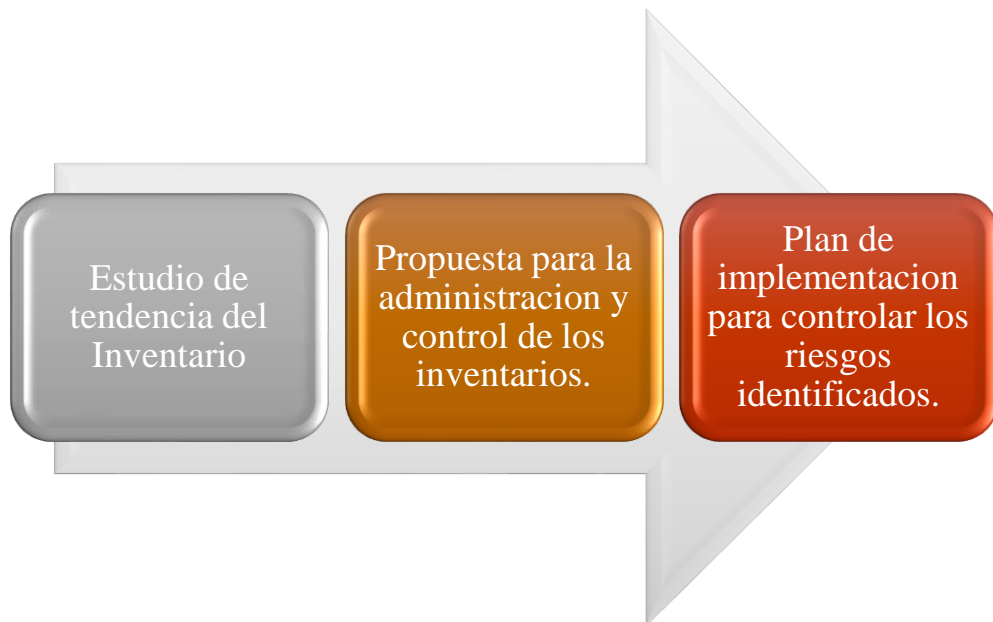 Estudio de
tendencia del
Inventario
Propuesta para la
administracion y
control de los
inventarios.
Plan de
implementacion
para controlar los
riesgos
identificados.